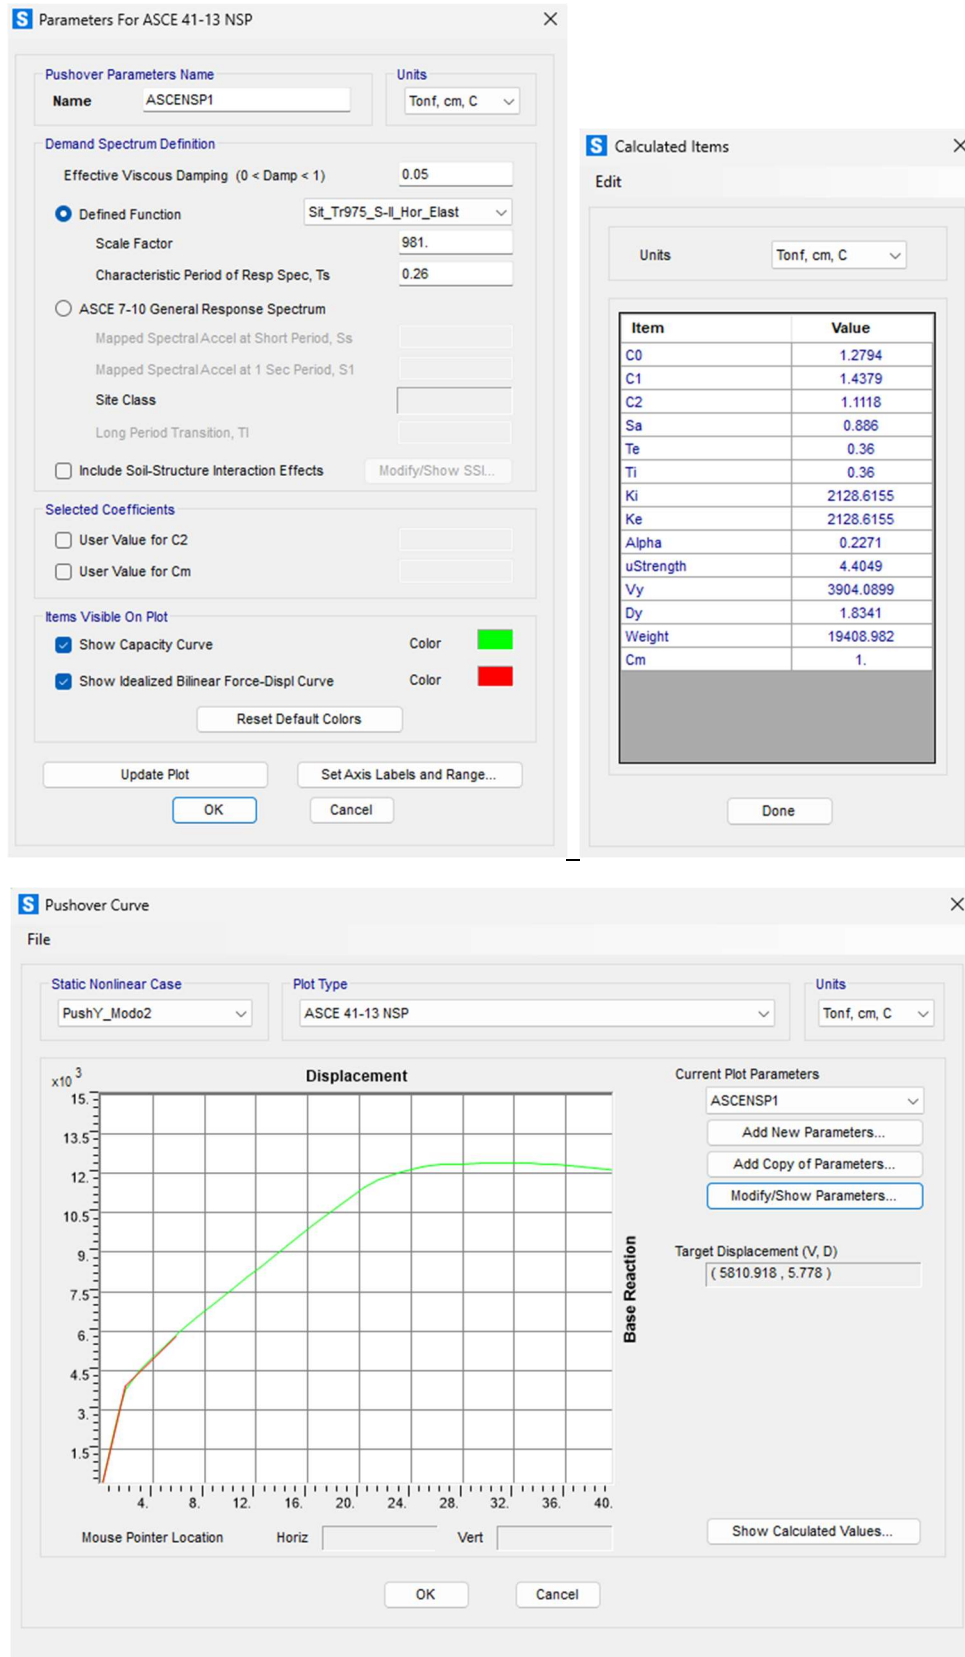 S Parameters For ASCE 41-13 NSP
Pushover Parameters Name
Name ASCENSP1
Units
Tonf, cm, C
Demand Spectrum Definition
Effective Viscous Damping (0 < Damp < 1) 0.05
Defined Function Sit_Tr975_S-II_Hor_Elast
Scale Factor 981.
Characteristic Period of Resp Spec, Ts 0.26
ASCE 7-10 General Response Spectrum
Mapped Spectral Accel at Short Period, Ss
Mapped Spectral Accel at 1 Sec Period, S1
Site Class
Long Period Transition, Tl
Include Soil-Structure Interaction Effects Modify/Show SSI...
Selected Coefficients
User Value for C2
User Value for Cm
Items Visible On Plot
Show Capacity Curve Color
Show Idealized Bilinear Force-Displ Curve Color
Reset Default Colors
Update Plot Set Axis Labels and Range...
OK Cancel
S Calculated Items
Edit
Units Tonf, cm, C
Item Value
C0 1.2794
C1 1.4379
C2 1.1118
Sa 0.886
Te 0.36
Ti 0.36
Ki 2128.6155
Ke 2128.6155
Alpha 0.2271
uStrength 4.4049
Vy 3904.0899
Dy 1.8341
Weight 19408.982
Cm 1.
Done
S Pushover Curve
File
Static Nonlinear Case
PushY_Modo2
Plot Type
ASCE 41-13 NSP
Units
Tonf, cm, C
x10 3
Displacement
15.
13.5
12.
10.5
9.
7.5
6.
4.5
3.
1.5
4. 8. 12. 16. 20. 24. 28. 32. 36. 40.
Base Reaction
Mouse Pointer Location Horiz Vert
Current Plot Parameters
ASCENSP1
Add New Parameters...
Add Copy of Parameters...
Modify/Show Parameters...
Target Displacement (V, D)
( 5810.918 , 5.778 )
Show Calculated Values...
OK Cancel